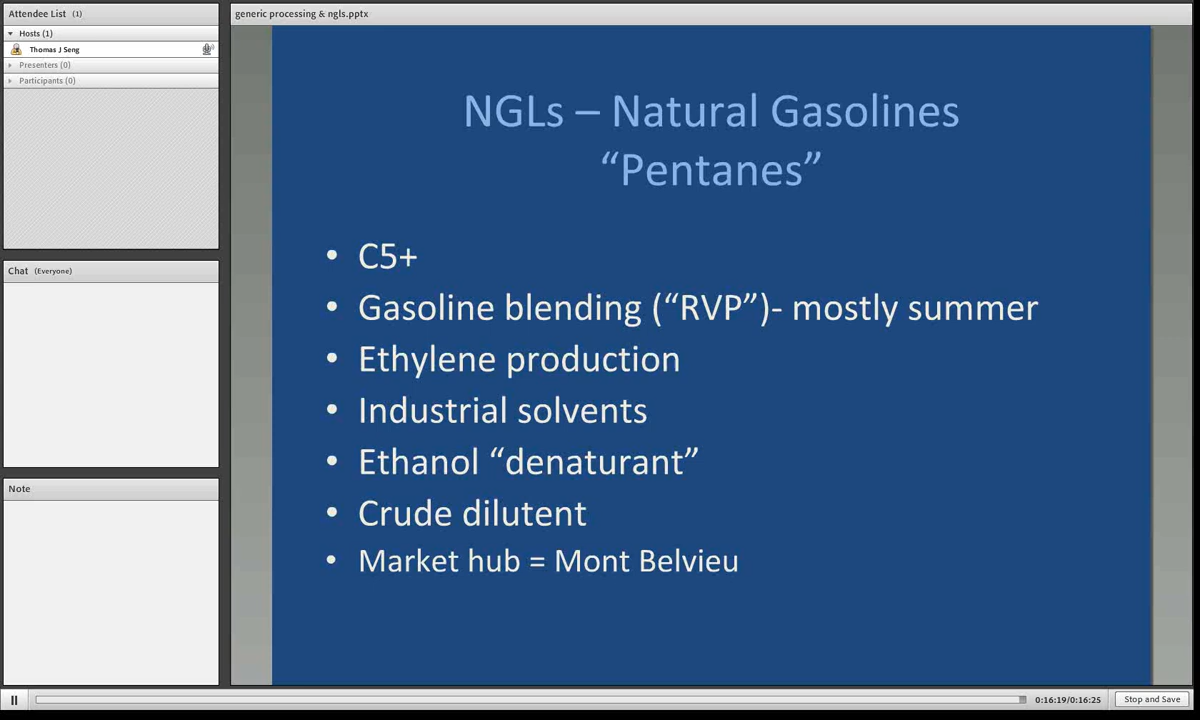 Attendee List (1)
Hosts (1)
Thomas J Seng
Presenters (0)
Participants (0)
Chat (Everyone)
Note
generic processing & ngls.pptx
NGLs – Natural Gasolines
“Pentanes”
• C5+
• Gasoline blending (“RVP”)- mostly summer
• Ethylene production
• Industrial solvents
• Ethanol “denaturant”
• Crude dilutent
• Market hub = Mont Belvieu
0:16:19/0:16:25
Stop and Save